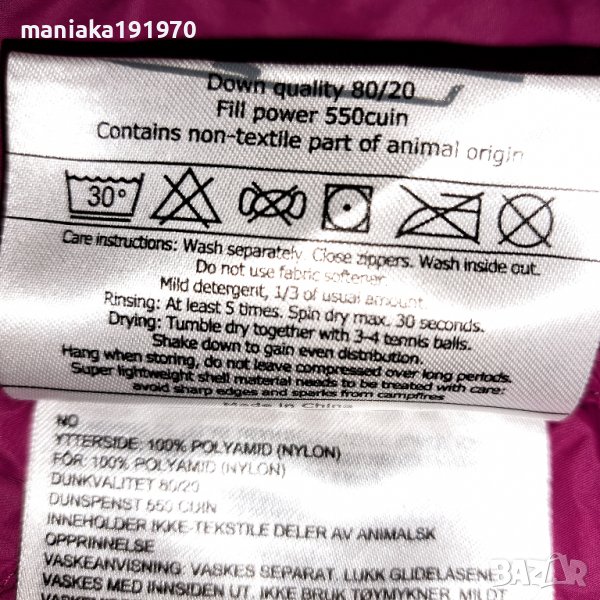 maniaka191970
Down quality 80/20
Fill power 550cuin
Contains non-textile part of animal origin
30°
Care instructions: Wash separately. Close zippers. Wash inside out.
Do not use fabric softener.
Mild detergent, 1/3 of usual amount.
Rinsing: At least 5 times. Spin dry max. 30 seconds.
Drying: Tumble dry together with 3-4 tennis balls.
Shake down to gain even distribution.
Hang when storing, do not leave compressed over long periods.
Super lightweight shell material needs to be treated with care:
avoid sharp edges and sparks from campfires
Made in China
NO
YTTERSIDE: 100% POLYAMID (NYLON)
FOR: 100% POLYAMID (NYLON)
DUNKVALITET 80/20
DUNSPENST 550 CUIN
INNEHOLDER IKKE-TEKSTILE DELER AV ANIMALSK
OPPRINNELSE
VASKEANVISNING: VASKES SEPARAT. LUKK GLIDELÅSENE.
VASKES MED INNSIDEN UT. IKKE BRUK TØYMYKNER. MILDT
BAZAR